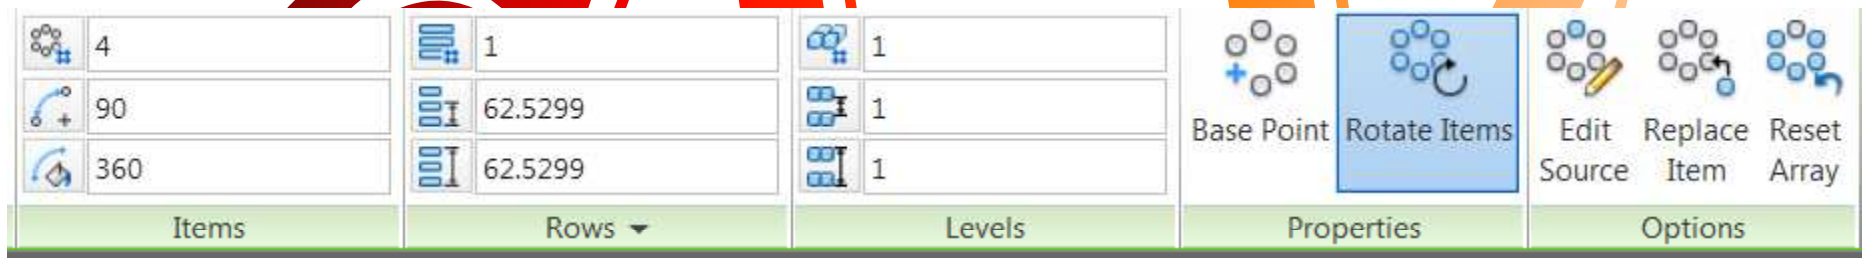 4
90
360
Items
1
62.5299
62.5299
Rows
1
1
1
Levels
Base Point
Rotate Items
Properties
Edit
Source
Replace
Item
Reset
Array
Options